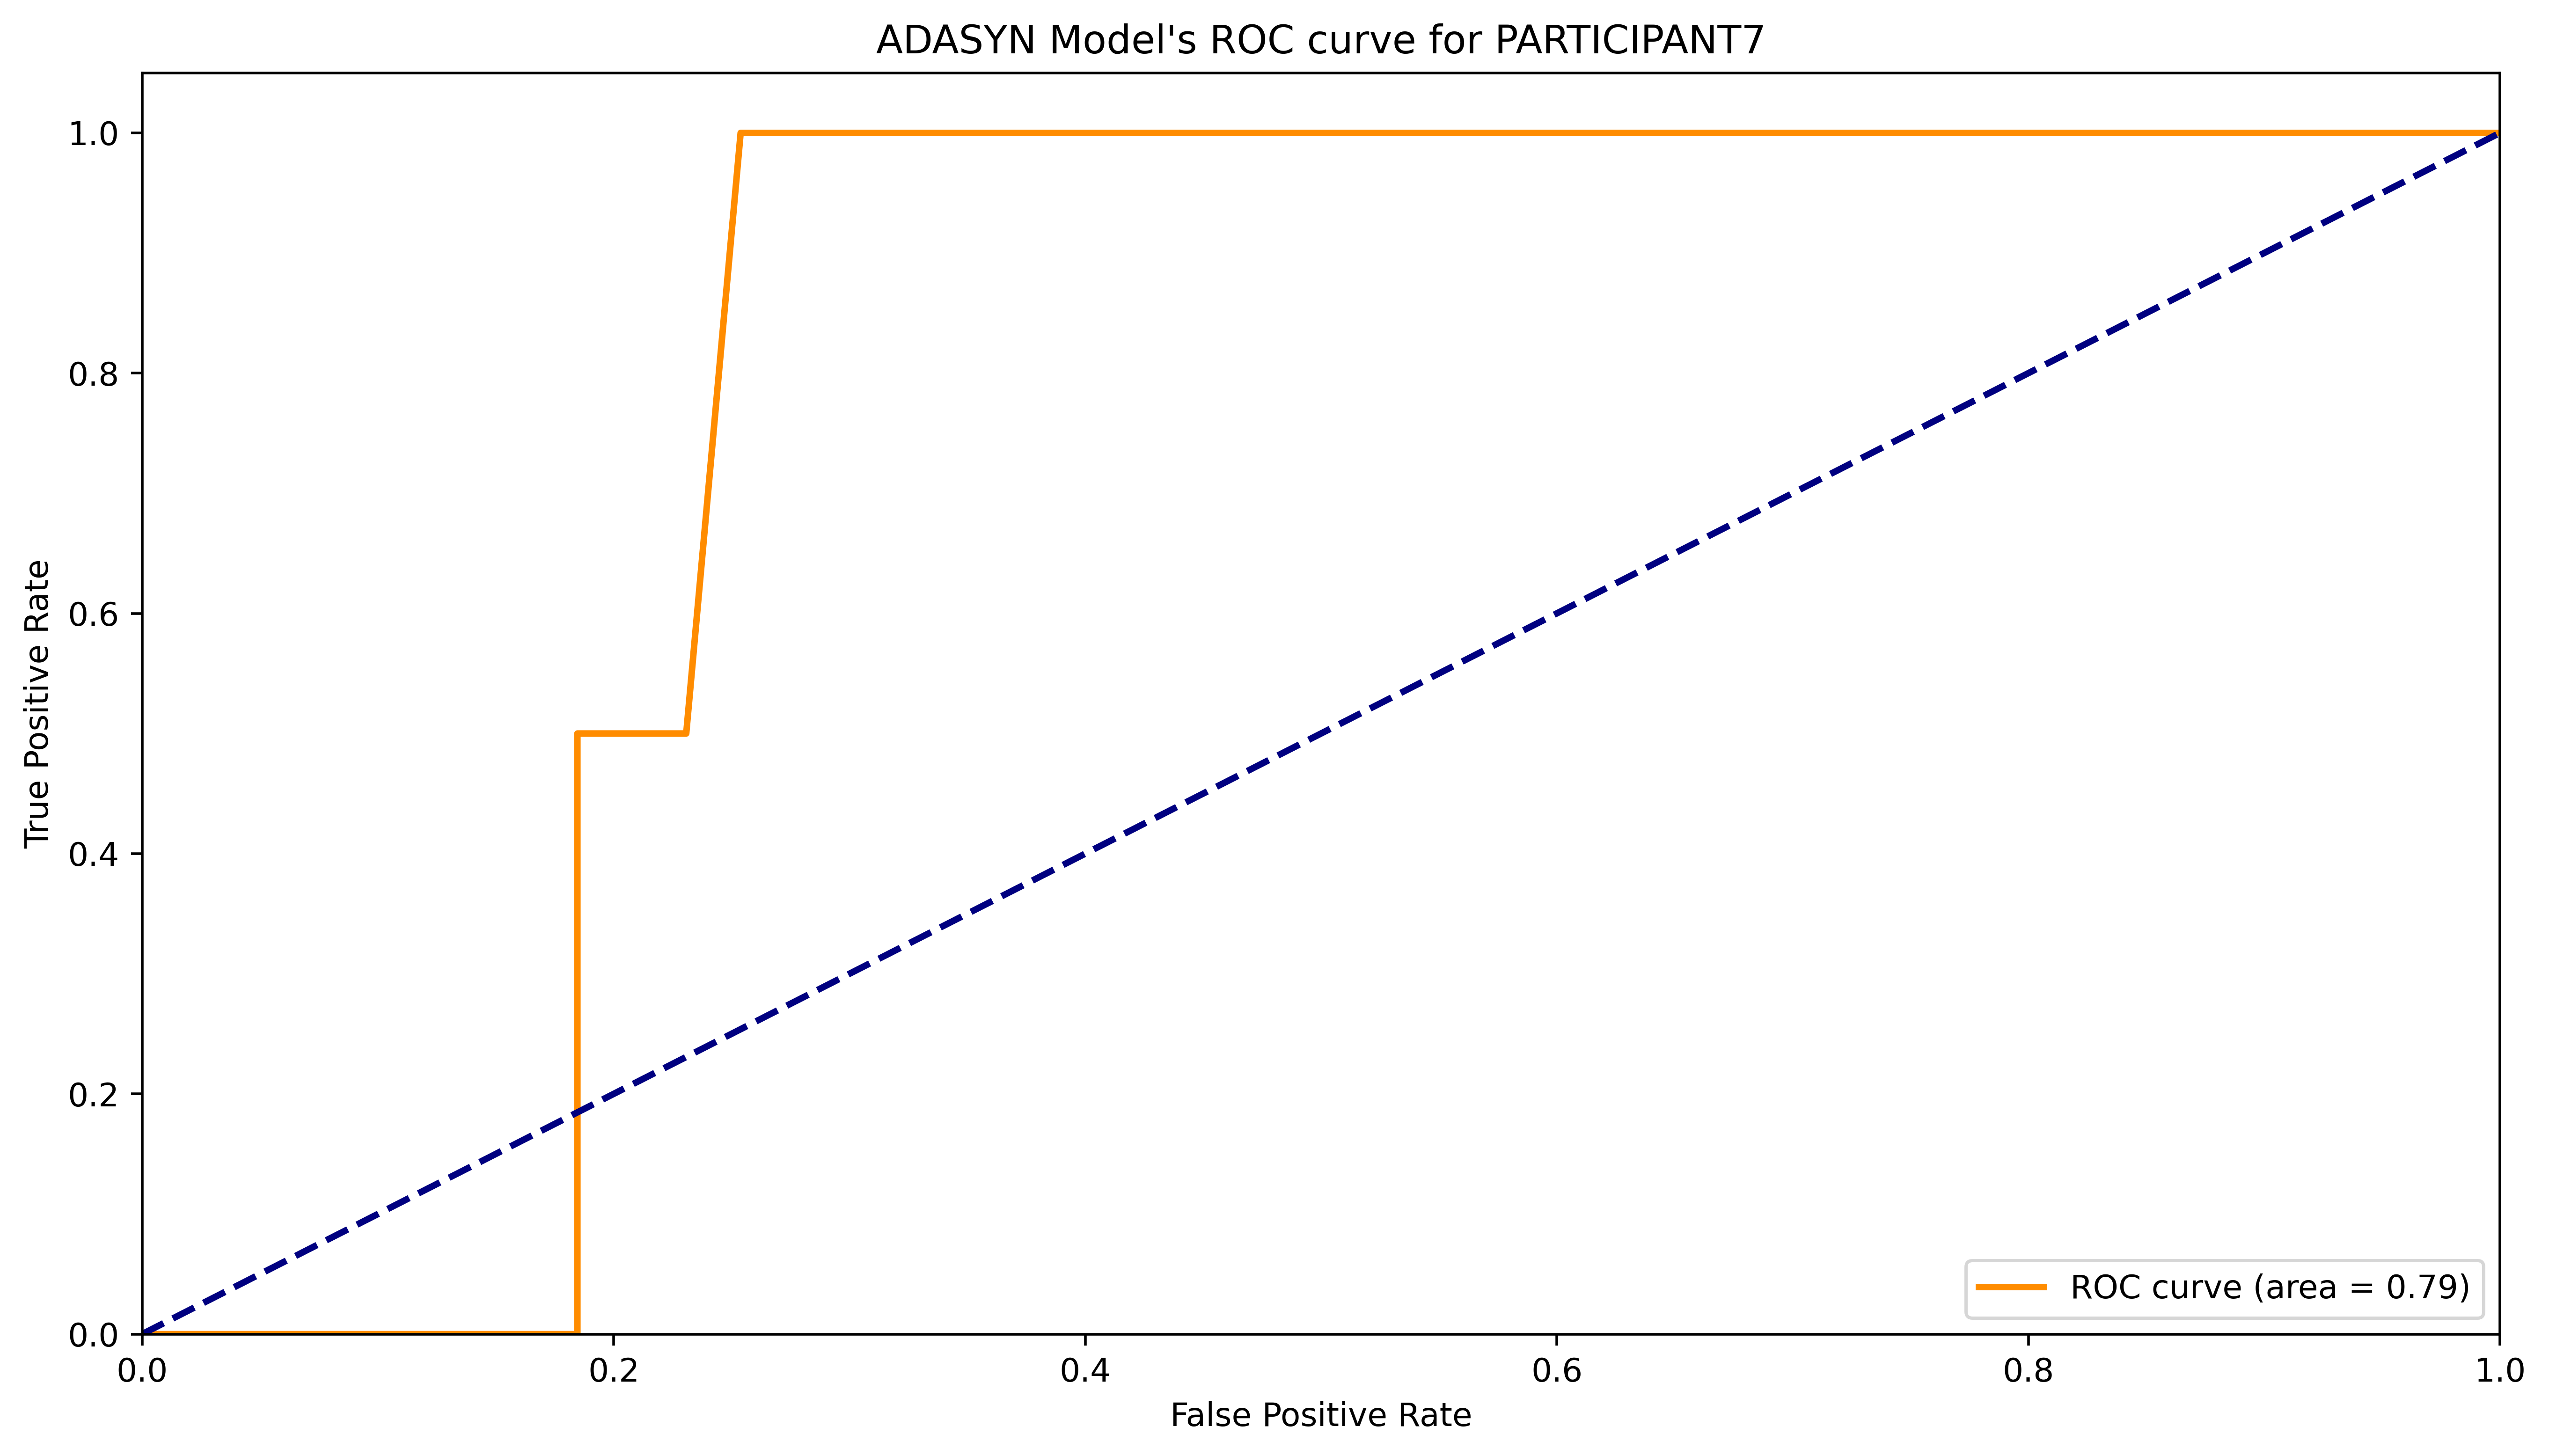 ADASYN Model's ROC curve for PARTICIPANT7
True Positive Rate
1.0
0.8
0.6
0.4
0.2
0.0
ROC curve (area = 0.79)
0.0 0.2 0.4 0.6 0.8 1.0
False Positive Rate